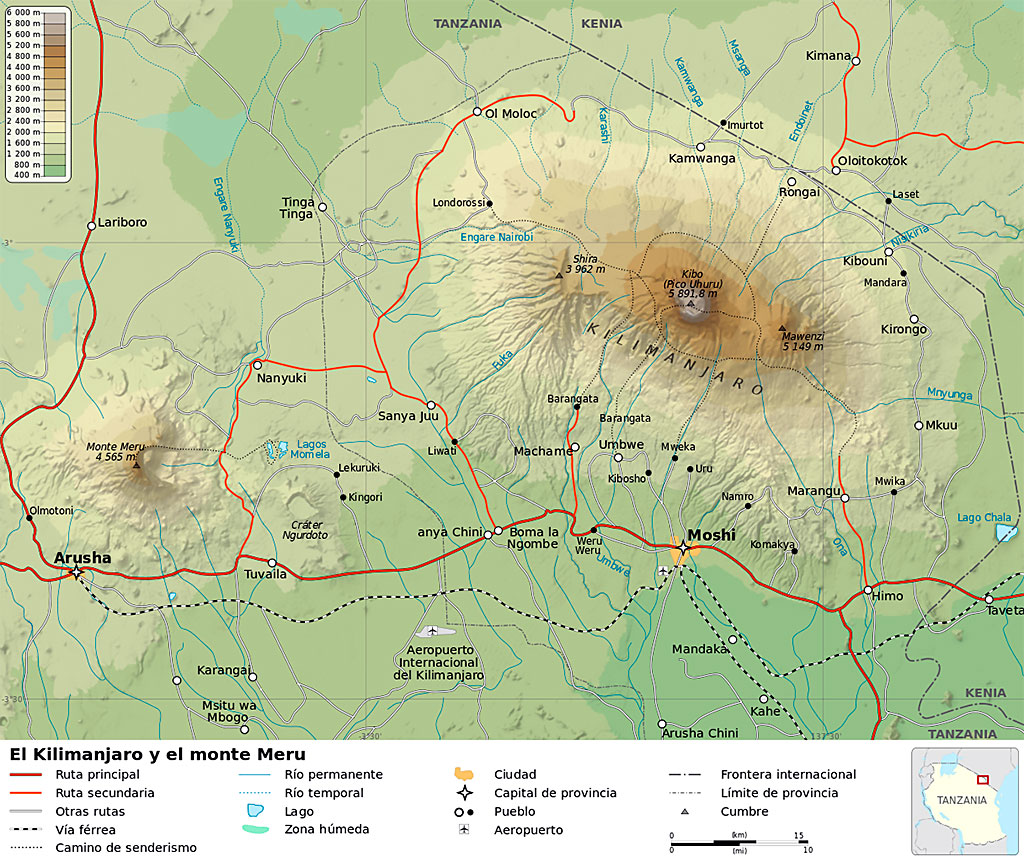 6 000 m
5 800 m
5 600 m
5 200 m
4 800 m
4 400 m
4 000 m
3 600 m
3 200 m
2 800 m
2 400 m
2 000 m
1 600 m
1 200 m
800 m
400 m
TANZANIA
KENIA
Kimana
Msanga
Kamwanga
Endoinet
Karashi
Ol Moloc
Imurtot
Kamwanga
Oloitokotok
Rongai
Laset
Engare Nanyuki
Tinga
Tinga
Londorossi
Lariboro
Engare Nairobi
Nisikiria
-3°
Kibouni
Mandara
Shira
3 962 m
Kibo
(Pico Uhuru)
5 891,8 m
Kirongo
Mawenzi
5 149 m
KILIMANJARO
Fuka
Nanyuki
Mnyunga
Barangata
Sanya Juu
Barangata
Mkuu
Monte Meru
4 565 m
Lagos
Momela
Liwati
Machame
Umbwe
Mweka
Lekuruki
Kibosho
Uru
Kingori
Namro
Marangu
Mwika
Olmotoni
Cráter
Ngurdoto
Lago Chala
anya Chini
Boma la
Ngombe
Weru
Weru
Moshi
Komakya
Ona
Arusha
Tuvaila
Umbwe
Himo
Taveta
Aeropuerto
Internacional
del Kilimanjaro
Mandaka
Karangai
Msitu wa
Mbogo
Kahe
KENIA
-3°30
Arusha Chini
TANZANIA
-3°30
137°30'
El Kilimanjaro y el monte Meru
Ruta principal
Ruta secundaria
Otras rutas
Vía férrea
Camino de senderismo
Río permanente
Río temporal
Lago
Zona húmeda
Ciudad
Capital de provincia
Pueblo
Aeropuerto
Frontera internacional
Límite de provincia
Cumbre
0 (km) 15
0 (mi) 10
TANZANIA